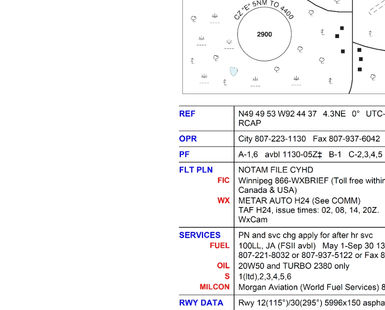 CZ "E" 5NM TO 4400
2900
REF N49 49 53 W92 44 37 4.3NE 0° UTC-
RCAP
OPR City 807-223-1130 Fax 807-937-6042
PF A-1,6 avbl 1130-05Z‡ B-1 C-2,3,4,5
FLT PLN NOTAM FILE CYHD
FIC Winnipeg 866-WXBRIEF (Toll free within
Canada & USA)
WX METAR AUTO H24 (See COMM)
TAF H24, issue times: 02, 08, 14, 20Z.
WxCam
SERVICES PN and svc chg apply for after hr svc
FUEL 100LL, JA (FSII avbl) May 1-Sep 30 13
807-221-8032 or 807-937-5122 or Fax 8
OIL 20W50 and TURBO 2380 only
S 1(ltd),2,3,4,5,6
MILCON Morgan Aviation (World Fuel Services) 8
RWY DATA Rwy 12(115°)/30(295°) 5996x150 aspha